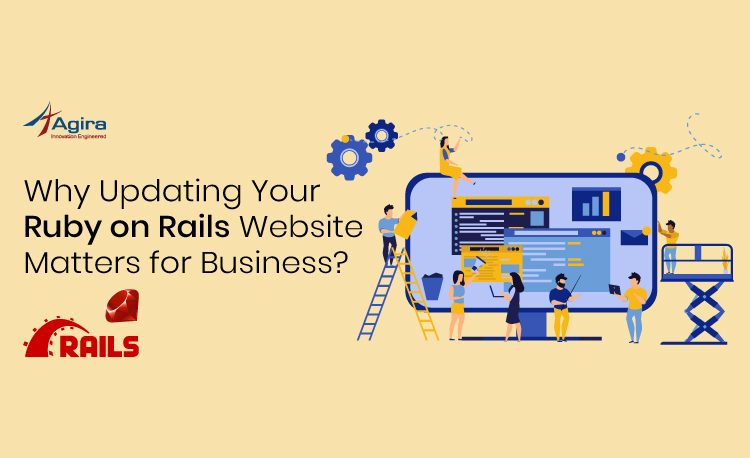 Agira
Innovation Engineered
Why Updating Your
Ruby on Rails Website
Matters for Business?
RAILS